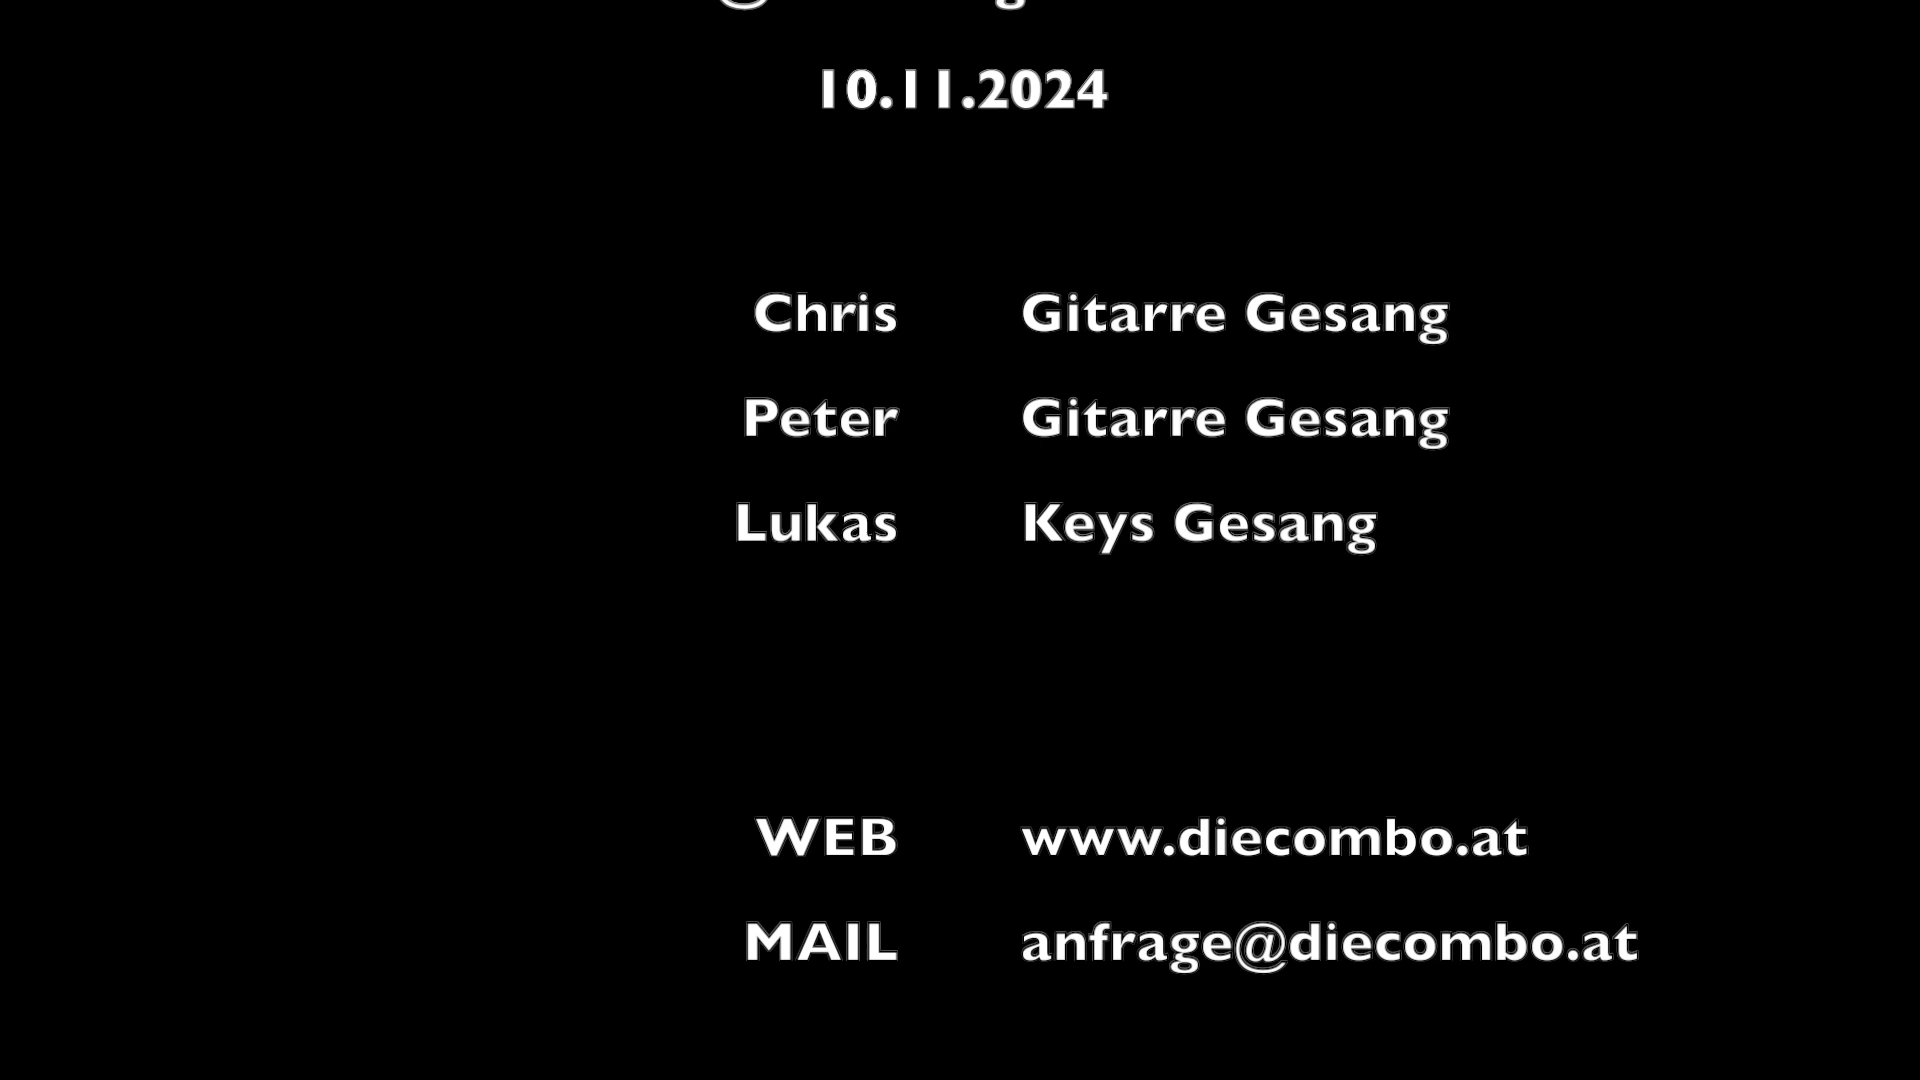 10.11.2024
Chris Gitarre Gesang
Peter Gitarre Gesang
Lukas Keys Gesang
WEB www.diecombo.at
MAIL anfrage@diecombo.at